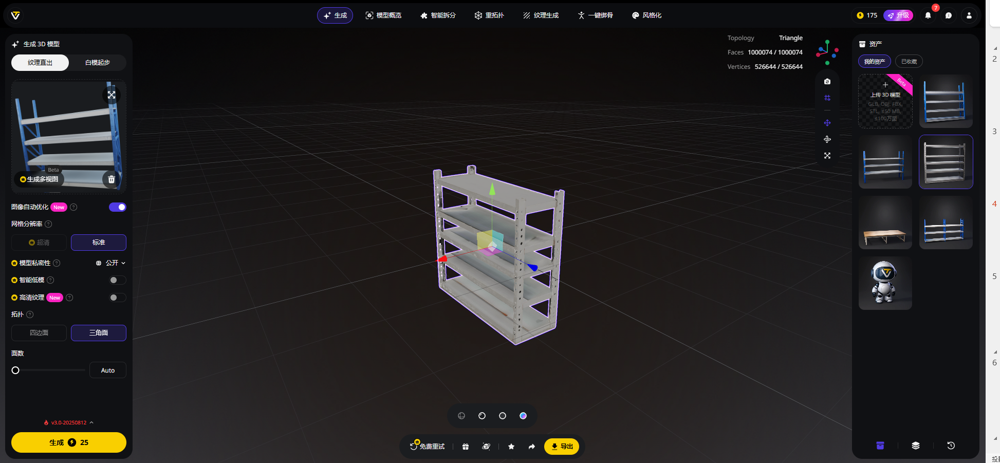 生成
模型概览
智能拆分
重拓扑
纹理生成
一键绑骨
风格化
175
升级
7
生成 3D 模型
纹理直出
白模起步
Beta
生成多视图
图像自动优化 New ?
网格分辨率 ?
超清
标准
模型私密性 ?
公开
智能低模 ?
高清纹理 New ?
拓扑 ?
四边面
三角面
面数
Auto
v3.0-20250812
生成 25
Topology Triangle
Faces 1000074 / 1000074
Vertices 526644 / 526644
免费重试
导出
资产
我的资产
已收藏
Beta
上传 3D 模型
GLB, OBJ, FBX,
STL, ≤50 MB,
≤100万面
2
3
4
5
6